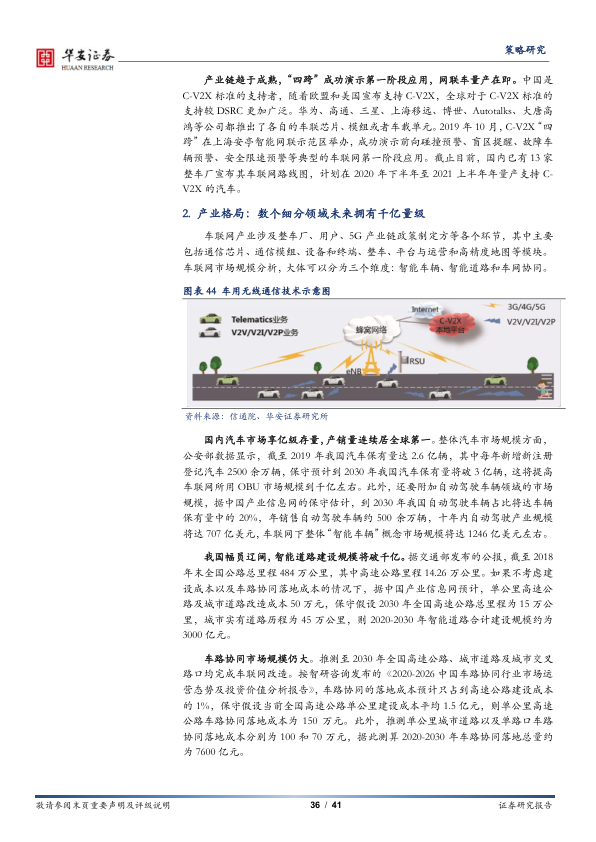 华安证券
HUAAN RESEARCH
策略研究
产业链趋于成熟，“四跨”成功演示第一阶段应用，网联车量产在即。中国是
C-V2X 标准的支持者，随着欧盟和美国宣布支持 C-V2X，全球对于 C-V2X 标准的
支持较 DSRC 更加广泛。华为、高通、三星、上海移远、博世、Autotalks、大唐高
鸿等公司都推出了各自的车联芯片、模组或者车载单元。2019 年 10 月，C-V2X“四
跨”在上海安亭智能网联示范区举办，成功演示前向碰撞预警、盲区提醒、故障车
辆预警、安全限速预警等典型的车联网第一阶段应用。截止目前，国内已有 13 家
整车厂宣布其车联网路线图，计划在 2020 年下半年至 2021 上半年年量产支持 C-
V2X 的汽车。
2. 产业格局：数个细分领域未来拥有千亿量级
车联网产业涉及整车厂、用户、5G 产业链政策制定方等各个环节，其中主要
包括通信芯片、通信模组、设备和终端、整车、平台与运营和高精度地图等模块。
车联网市场规模分析，大体可以分为三个维度：智能车辆、智能道路和车网协同。
图表 44 车用无线通信技术示意图
Telematics业务
V2V/V2I/V2P业务
蜂窝网络
Internet
C-V2X
本地平台
3G/4G/5G
V2V/V2I/V2P
eNB
RSU
资料来源：信通院、华安证券研究所
国内汽车市场享亿级存量，产销量连续居全球第一。整体汽车市场规模方面，
公安部数据显示，截至 2019 年我国汽车保有量达 2.6 亿辆，其中每年新增新注册
登记汽车 2500 余万辆，保守预计到 2030 年我国汽车保有量将破 3 亿辆，这将提高
车联网所用 OBU 市场规模到千亿左右。此外，还要附加自动驾驶车辆领域的市场
规模，据中国产业信息网的保守估计，到 2030 年我国自动驾驶车辆占比将达车辆
保有量中的 20%，年销售自动驾驶车辆约 500 余万辆，十年内自动驾驶产业规模
将达 707 亿美元，车联网下整体“智能车辆”概念市场规模将达 1246 亿美元左右。
我国幅员辽阔，智能道路建设规模将破千亿。据交通部发布的公报，截至 2018
年末全国公路总里程 484 万公里，其中高速公路里程 14.26 万公里。如果不考虑建
设成本以及车路协同落地成本的情况下，据中国产业信息网预计，单公里高速公
路及城市道路改造成本 50 万元，保守假设 2030 年全国高速公路总里程为 15 万公
里，城市实有道路历程为 45 万公里，则 2020-2030 年智能道路合计建设规模约为
3000 亿元。
车路协同市场规模仍大。推测至 2030 年全国高速公路、城市道路及城市交叉
路口均完成车联网改造。按智研咨询发布的《2020-2026 中国车路协同行业市场运
营态势及投资价值分析报告》，车路协同的落地成本预计只占到高速公路建设成本
的 1%，保守假设当前全国高速公路单公里建设成本平均 1.5 亿元，则单公里高速
公路车路协同落地成本为 150 万元。此外，推测单公里城市道路以及单路口车路
协同落地成本分别为 100 和 70 万元，据此测算 2020-2030 年车路协同落地总量约
为 7600 亿元。
敬请参阅末页重要声明及评级说明
36 / 41
证券研究报告